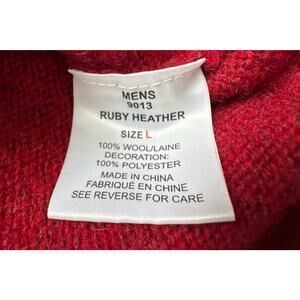 MENS
9013
RUBY HEATHER
SIZE L
100% WOOL/LAINE
DECORATION:
100% POLYESTER
MADE IN CHINA
FABRIQUÉ EN CHINE
SEE REVERSE FOR CARE